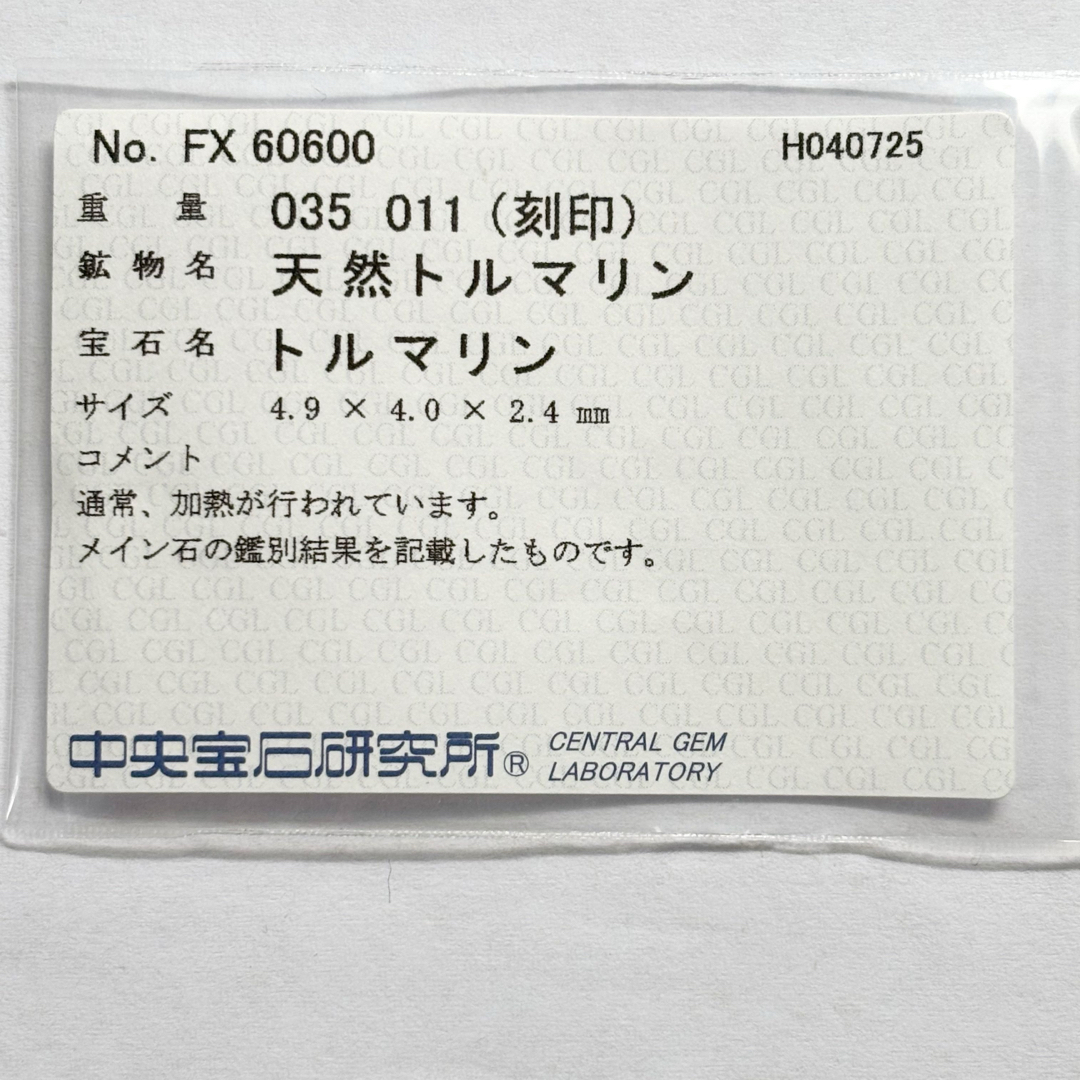 No. FX 60600 H040725
重量 035 011 (刻印)
鉱物名 天然トルマリン
宝石名 トルマリン
サイズ 4.9 × 4.0 × 2.4 mm
コメント
通常、加熱が行われています。
メイン石の鑑別結果を記載したものです。
中央宝石研究所® CENTRAL GEM
LABORATORY